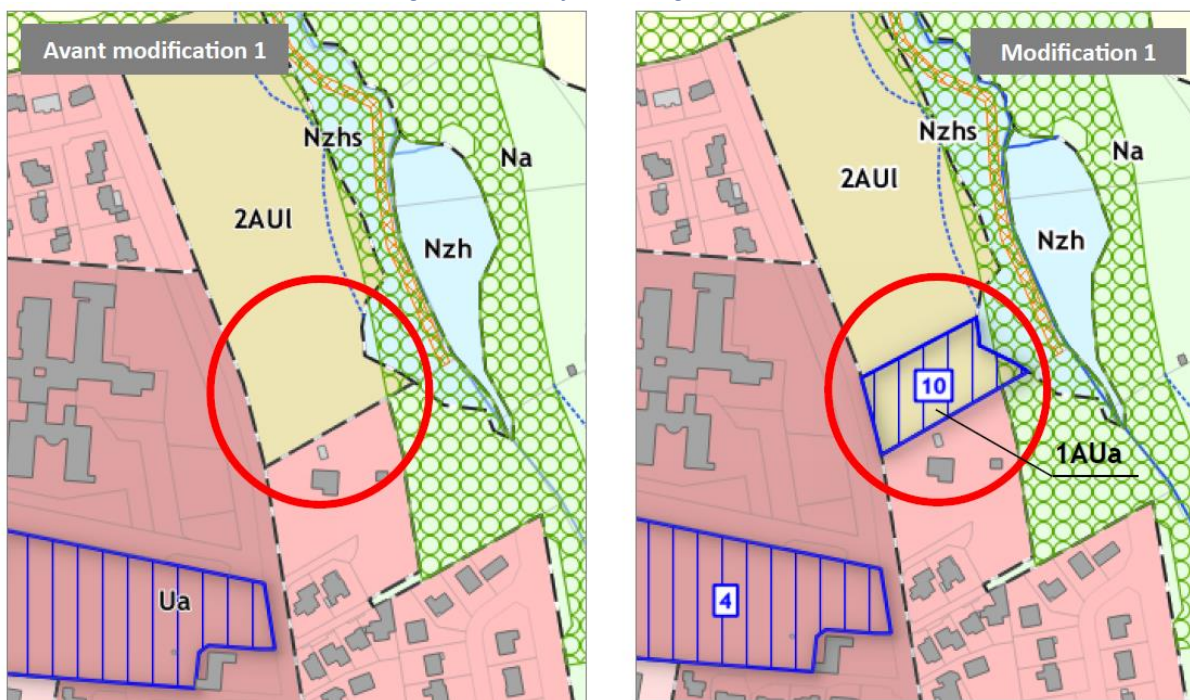 Avant modification 1
Nzhs
Na
2AUl
Nzh
Ua
Modification 1
Nzhs
Na
2AUl
Nzh
10
1AUa
4